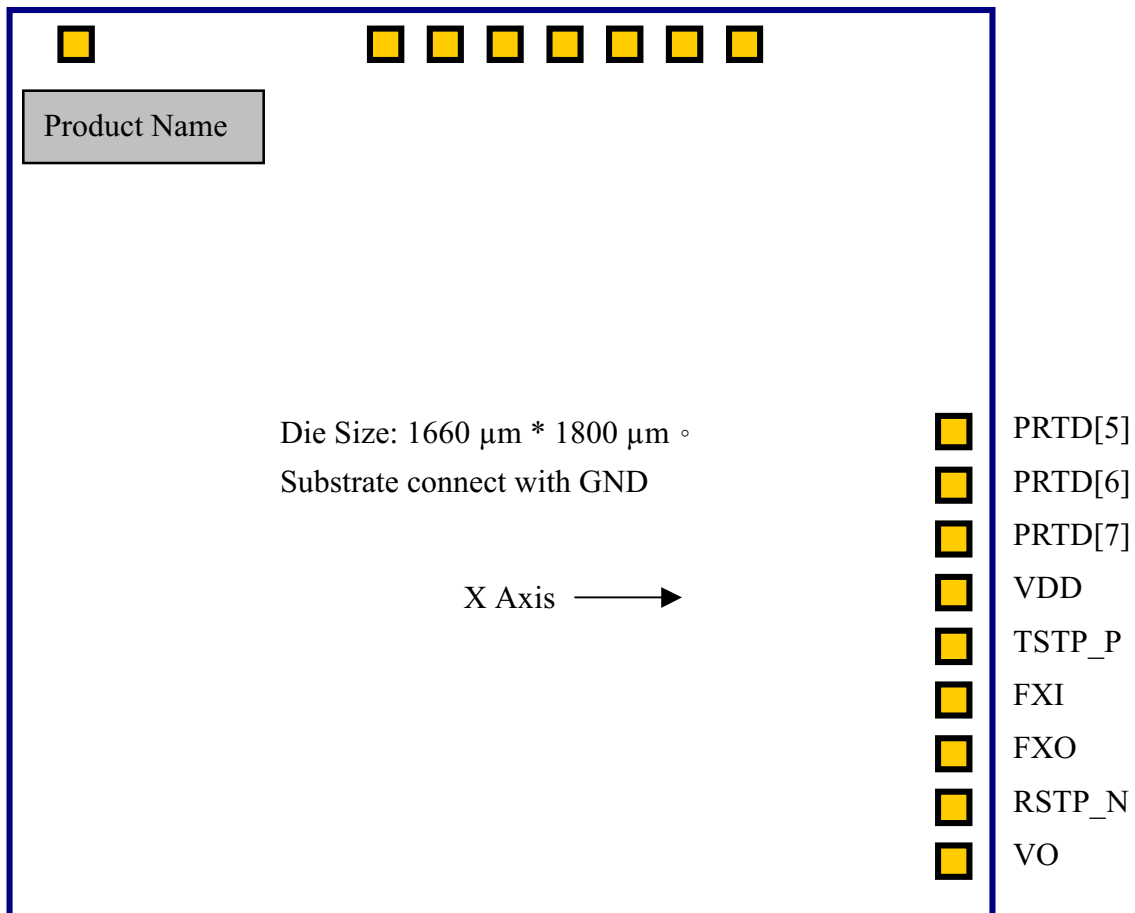 Product Name
Die Size: 1660 µm * 1800 µm。
Substrate connect with GND
X Axis
PRTD[5]
PRTD[6]
PRTD[7]
VDD
TSTP_P
FXI
FXO
RSTP_N
VO